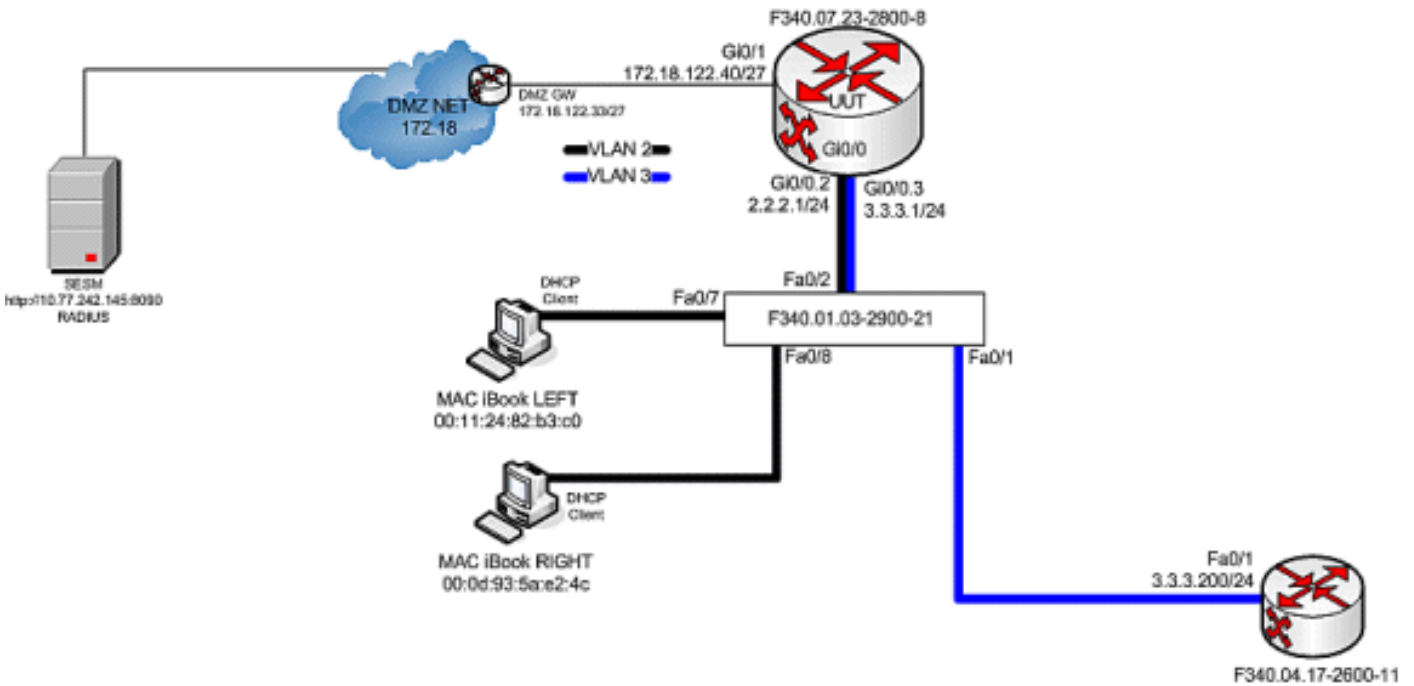 F340.07.23-2800-8
Gi0/1
172.18.122.40/27
DMZ GW
172.18.122.33/27
DMZ NET
172.18
UUT
Gi0/0
VLAN 2
VLAN 3
Gi0/0.2
2.2.2.1/24
Gi0/0.3
3.3.3.1/24
SESM
http://10.77.242.145:8090
RADIUS
DHCP
Client
Fa0/7
Fa0/2
F340.01.03-2900-21
Fa0/8
Fa0/1
MAC iBook LEFT
00:11:24:82:b3:c0
DHCP
Client
MAC iBook RIGHT
00:0d:93:5a:e2:4c
Fa0/1
3.3.3.200/24
F340.04.17-2600-11